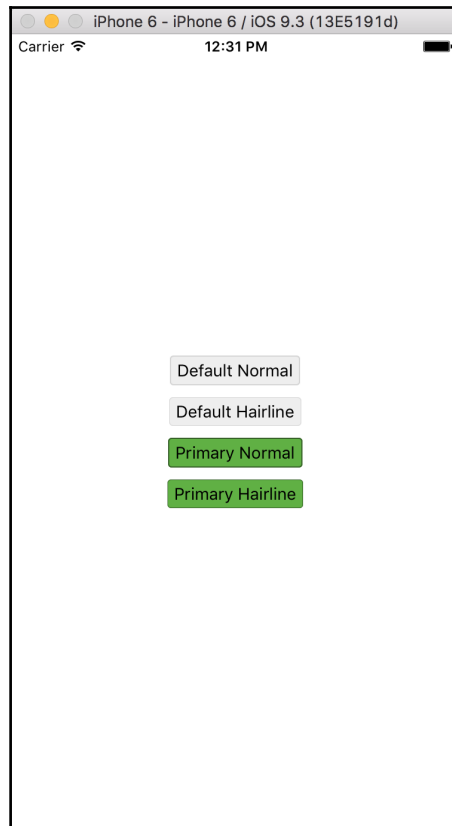 iPhone 6 - iPhone 6 / iOS 9.3 (13E5191d)
Carrier 12:31 PM
Default Normal
Default Hairline
Primary Normal
Primary Hairline